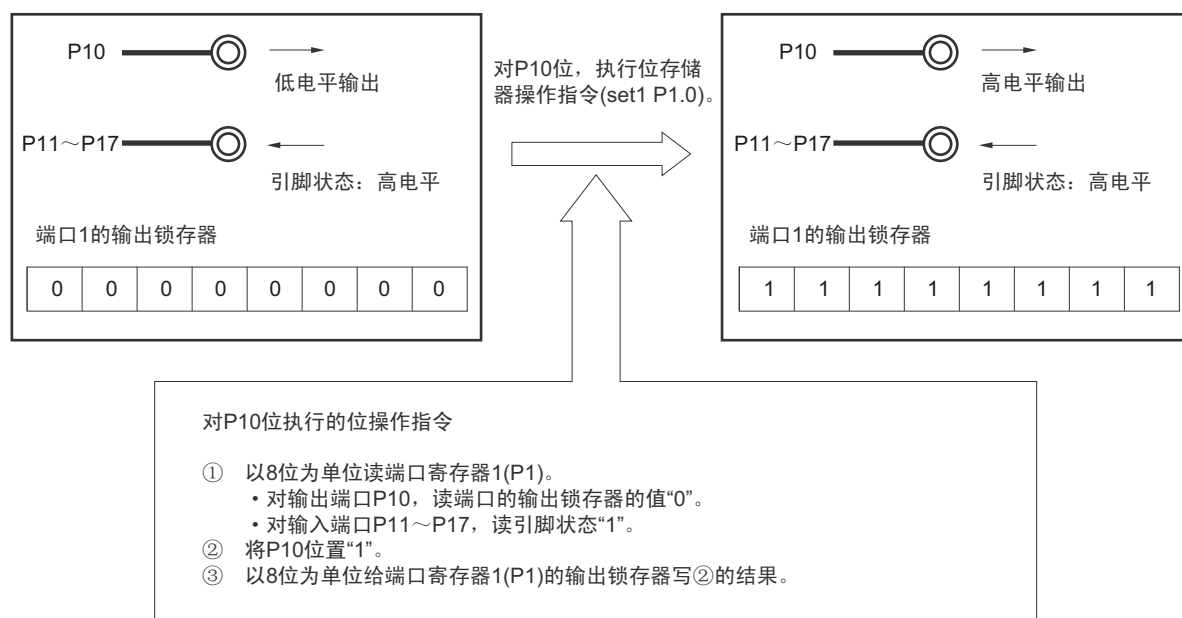 P10
低电平输出
P11～P17
引脚状态：高电平
端口1的输出锁存器
0 0 0 0 0 0 0 0
对P10位，执行位存储
器操作指令(set1 P1.0)。
P10
高电平输出
P11～P17
引脚状态：高电平
端口1的输出锁存器
1 1 1 1 1 1 1 1
对P10位执行的位操作指令
① 以8位为单位读端口寄存器1(P1)。
・对输出端口P10，读端口的输出锁存器的值“0”。
・对输入端口P11～P17，读引脚状态“1”。
② 将P10位置“1”。
③ 以8位为单位给端口寄存器1(P1)的输出锁存器写②的结果。